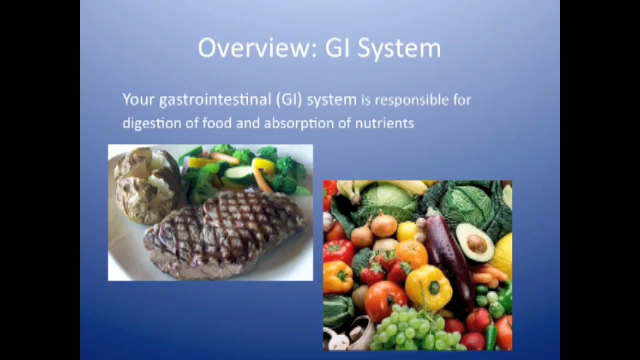 Overview: GI System
Your gastrointestinal (GI) system is responsible for
digestion of food and absorption of nutrients